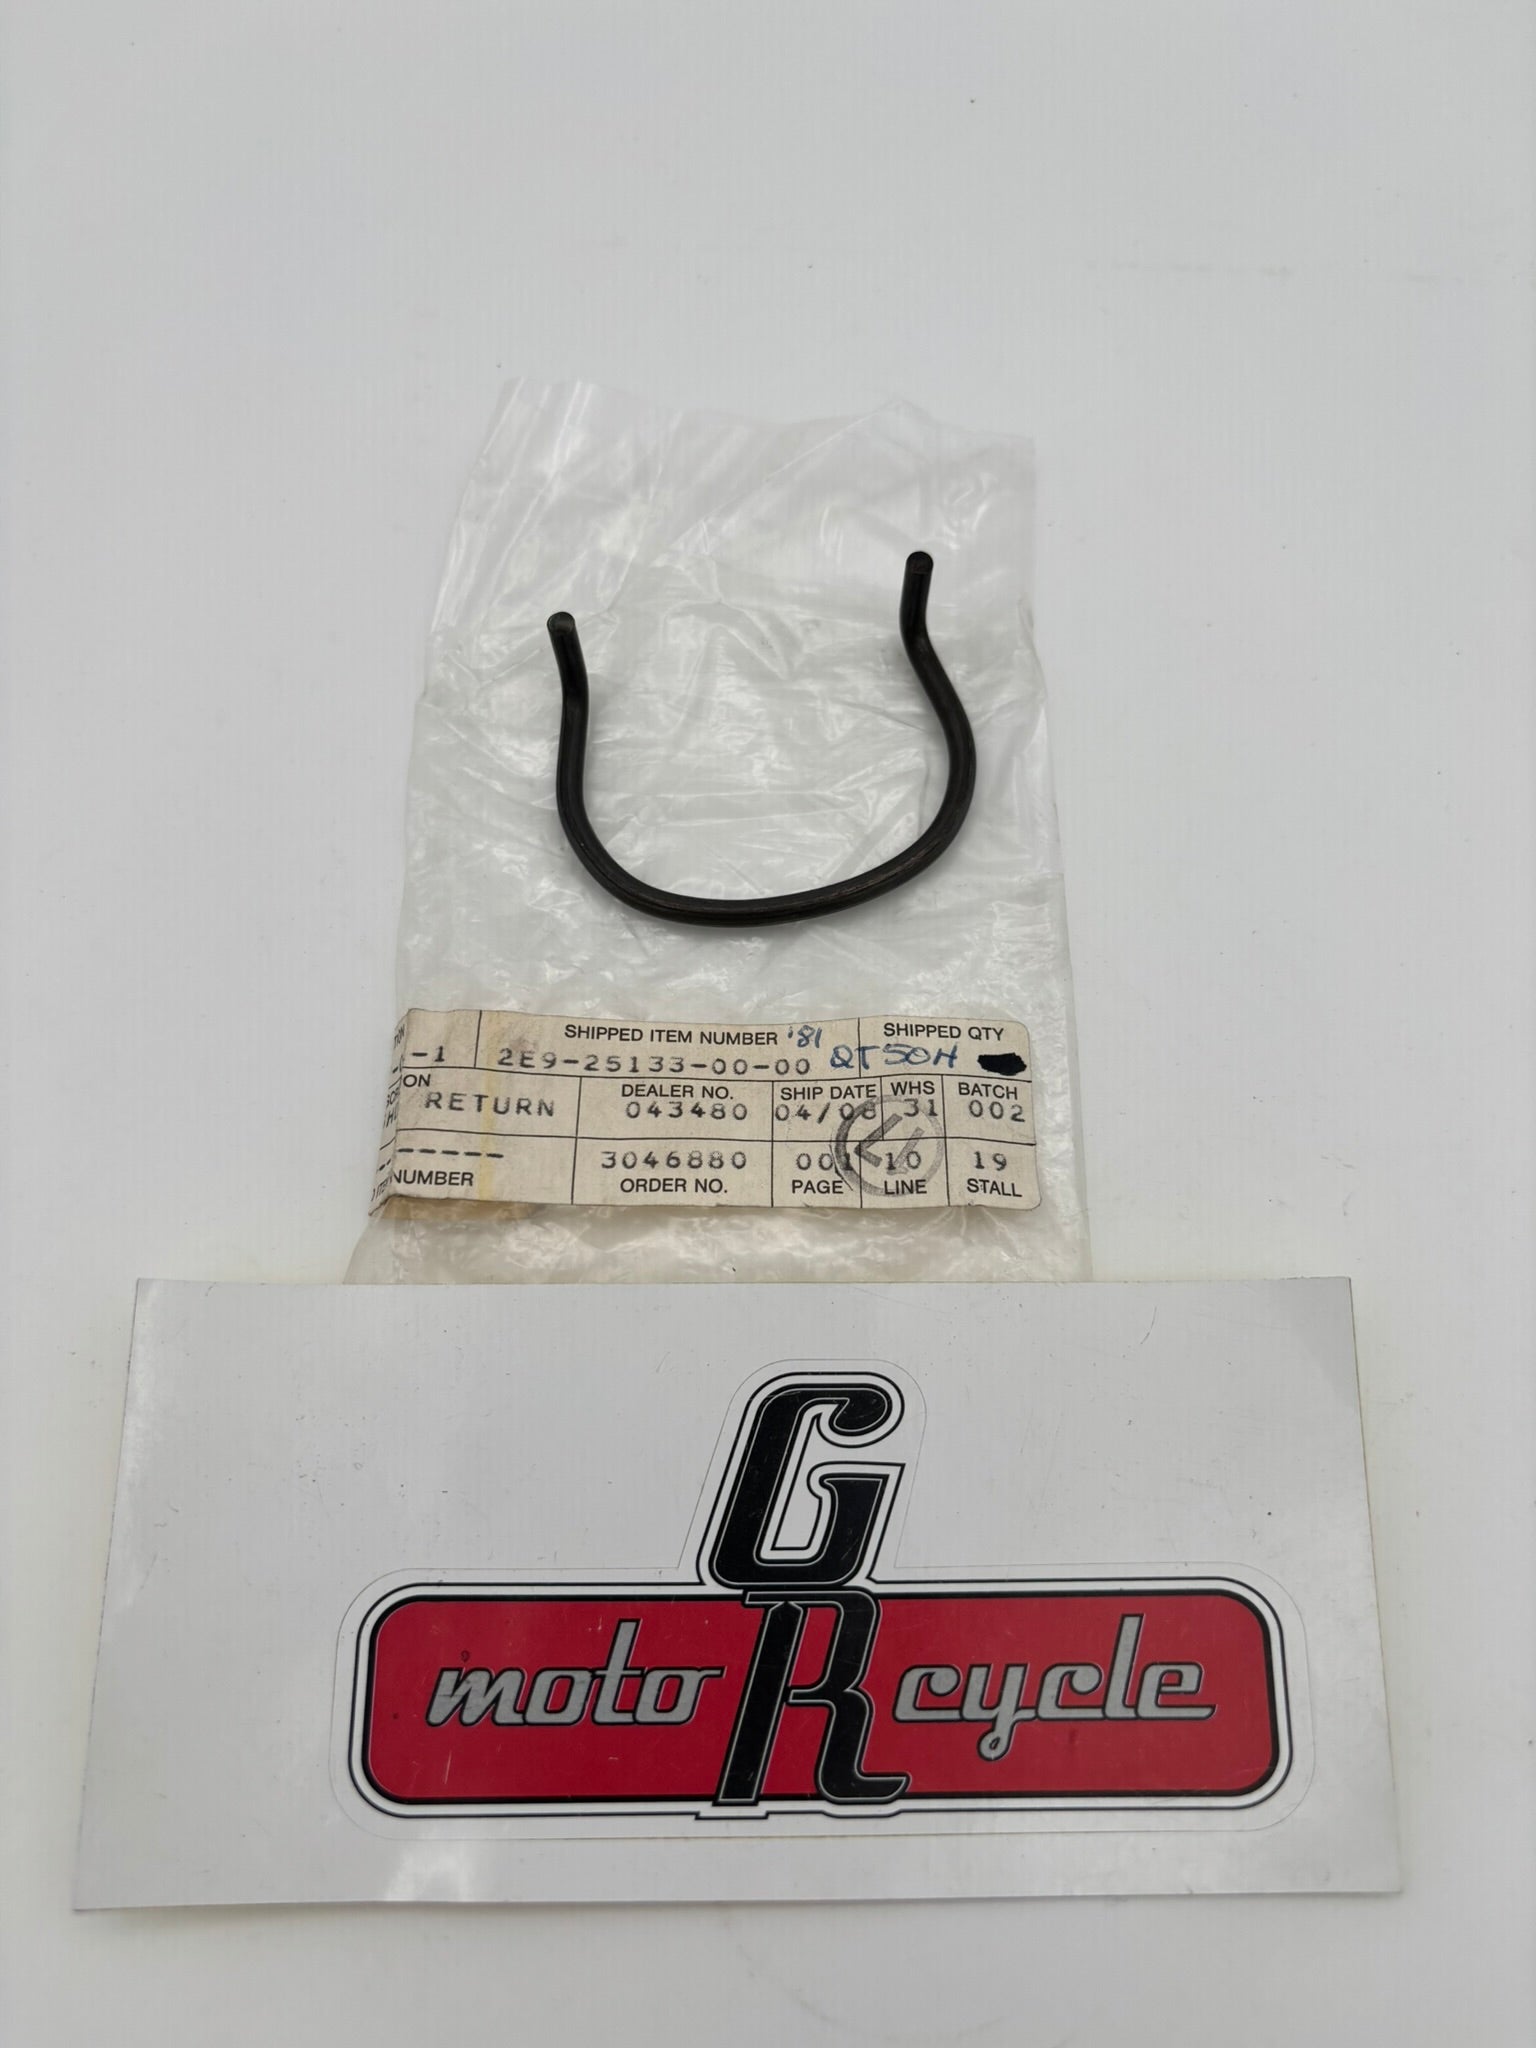 SHIPPED ITEM NUMBER '81 SHIPPED QTY
-1 2E9-25133-00-00 QT50H
DEALER NO. SHIP DATE WHS BATCH
RETURN 043480 04/08 31 002
----- 3046880 001 10 19
NUMBER ORDER NO. PAGE LINE STALL
GR
moto cycle